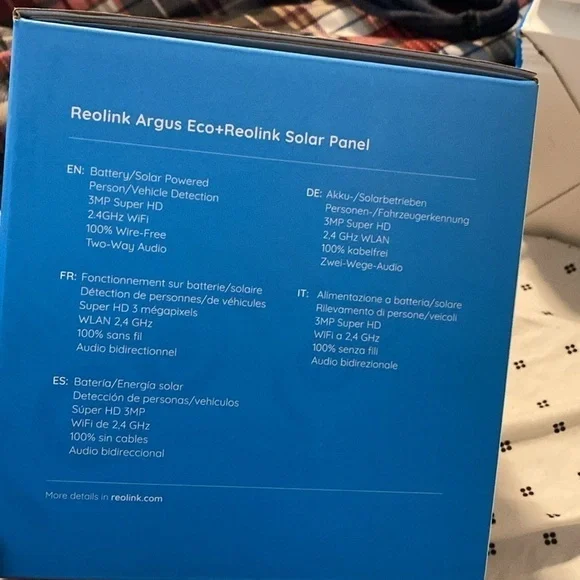 Reolink Argus Eco+Reolink Solar Panel
EN: Battery/Solar Powered
Person/Vehicle Detection
3MP Super HD
2.4GHz WiFi
100% Wire-Free
Two-Way Audio
DE: Akku-/Solarbetrieben
Personen-/Fahrzeugerkennung
3MP Super HD
2,4 GHz WLAN
100% kabelfrei
Zwei-Wege-Audio
FR: Fonctionnement sur batterie/solaire
Détection de personnes/de véhicules
Super HD 3 mégapixels
WLAN 2,4 GHz
100% sans fil
Audio bidirectionnel
IT: Alimentazione a batteria/solare
Rilevamento di persone/veicoli
3MP Super HD
WiFi a 2,4 GHz
100% senza fili
Audio bidirezionale
ES: Batería/Energía solar
Detección de personas/vehículos
Súper HD 3MP
WiFi de 2,4 GHz
100% sin cables
Audio bidireccional
More details in reolink.com